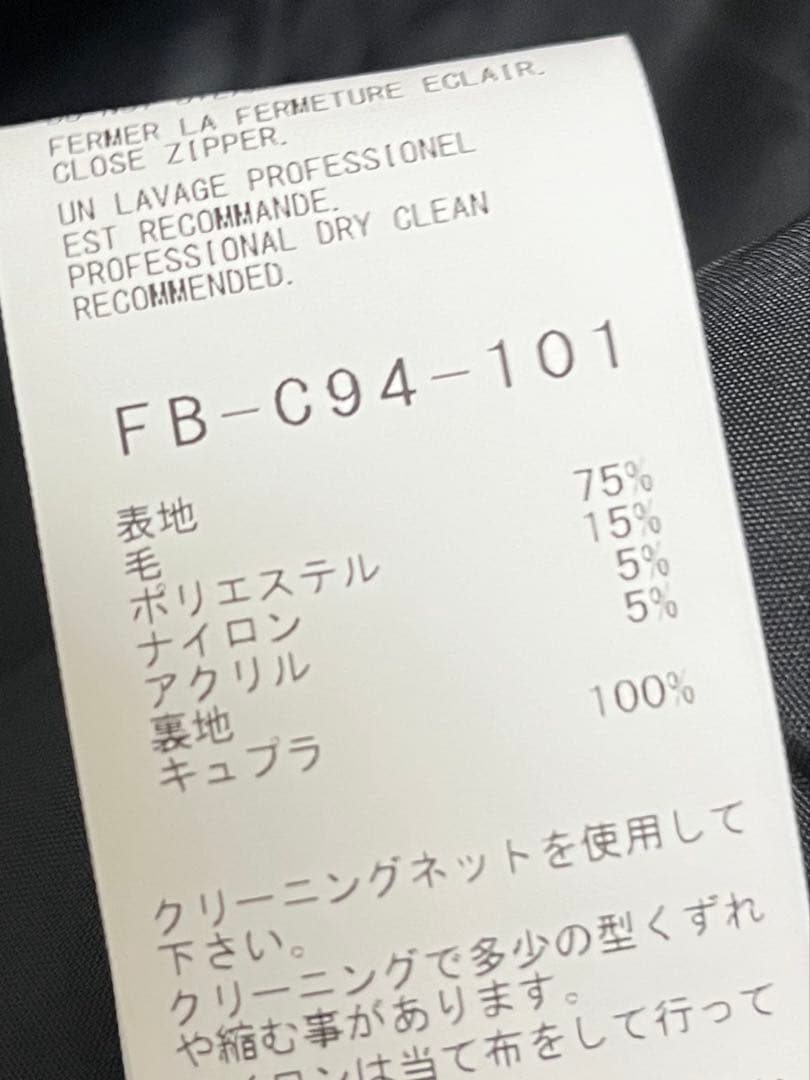 FERMER LA FERMETURE ECLAIR.
CLOSE ZIPPER.
UN LAVAGE PROFESSIONEL
EST RECOMMANDE.
PROFESSIONAL DRY CLEAN
RECOMMENDED.
FB-C94-101
表地
毛 75%
ポリエステル 15%
ナイロン 5%
アクリル 5%
裏地
キュプラ 100%
クリーニングネットを使用して
下さい。
クリーニングで多少の型くずれ
や縮む事があります。
ロンは当て布をして行って